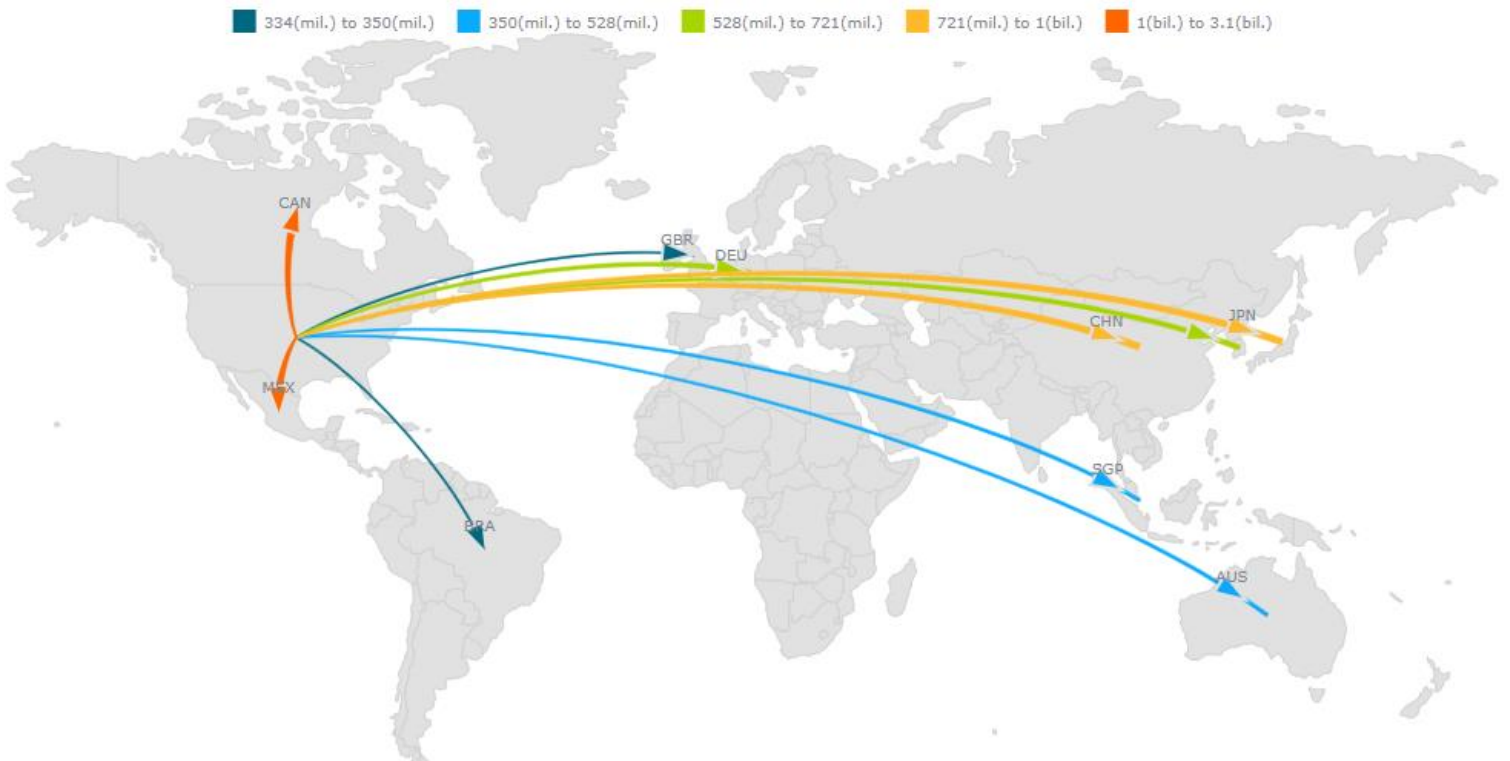 334(mil.) to 350(mil.) 350(mil.) to 528(mil.) 528(mil.) to 721(mil.) 721(mil.) to 1(bil.) 1(bil.) to 3.1(bil.)
CAN
GBR
DEU
JPN
CHN
MEX
SGP
BRA
AUS